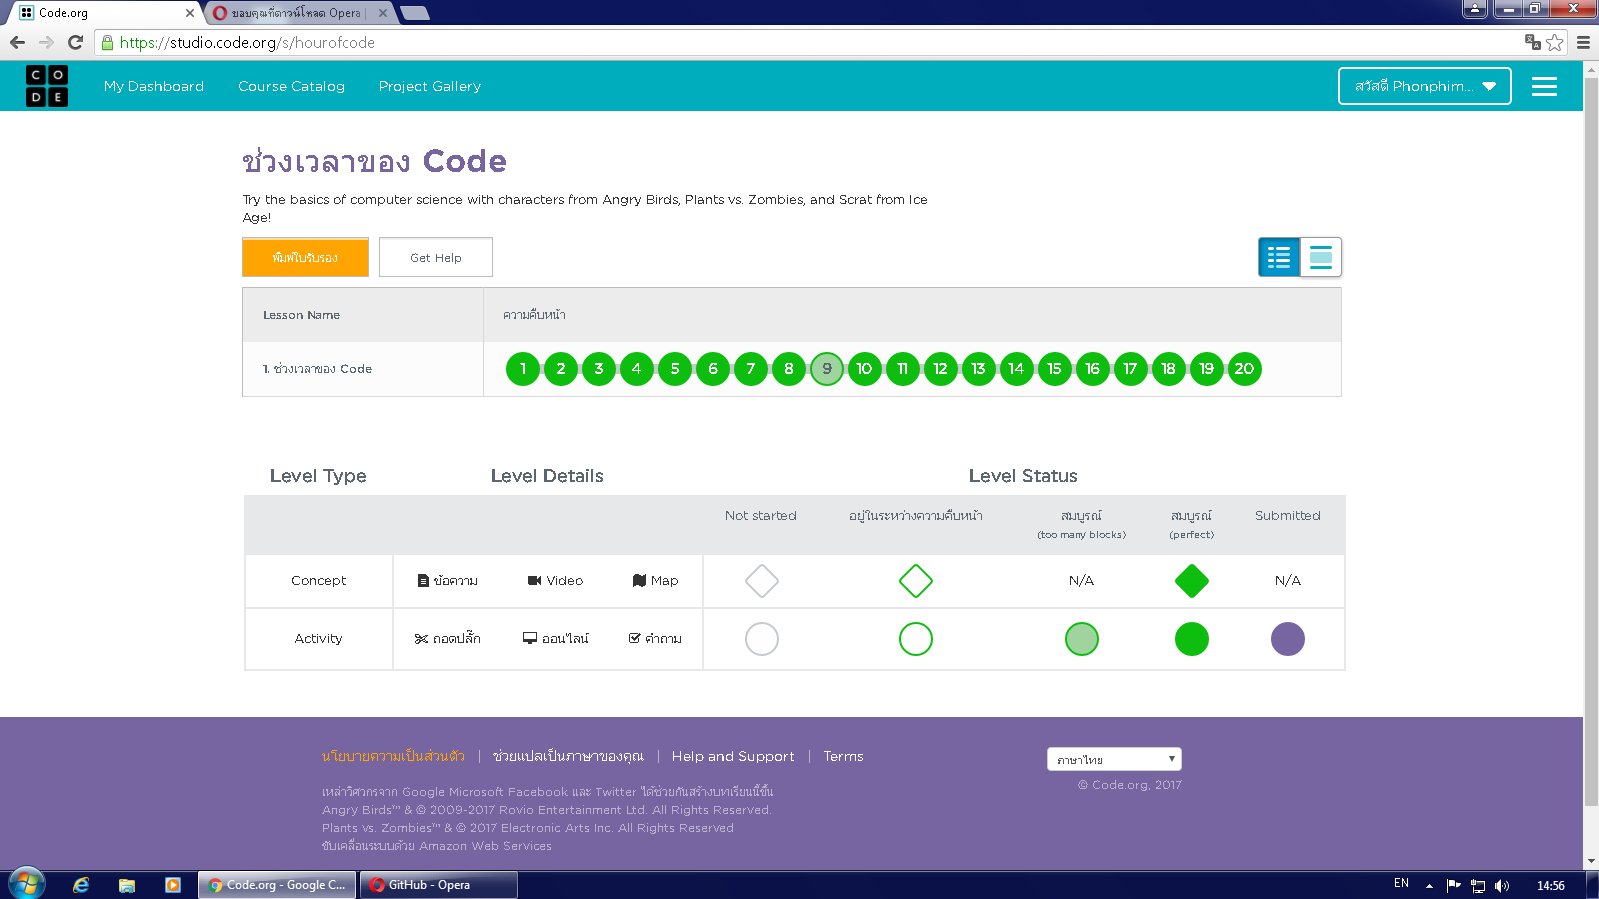 Code.org
ขอบคุณที่ดาวน์โหลด Opera |
https://studio.code.org/s/hourofcode
C O D E
My Dashboard
Course Catalog
Project Gallery
สวัสดี Phonphim...
ช่วงเวลาของ Code
Try the basics of computer science with characters from Angry Birds, Plants vs. Zombies, and Scrat from Ice
Age!
พิมพ์ใบรับรอง
Get Help
Lesson Name
ความคืบหน้า
1. ช่วงเวลาของ Code
1 2 3 4 5 6 7 8 9 10 11 12 13 14 15 16 17 18 19 20
Level Type
Level Details
Level Status
Not started
อยู่ในระหว่างความคืบหน้า
สมบูรณ์
(too many blocks)
สมบูรณ์
(perfect)
Submitted
Concept
ข้อความ
Video
Map
N/A
N/A
Activity
ถอดปลั๊ก
ออนไลน์
คำถาม
นโยบายความเป็นส่วนตัว | ช่วยแปลเป็นภาษาของคุณ | Help and Support | Terms
ภาษาไทย
© Code.org, 2017
เหล่าวิศวกรจาก Google Microsoft Facebook และ Twitter ได้ช่วยกันสร้างบทเรียนนี้ขึ้น
Angry Birds™ & © 2009-2017 Rovio Entertainment Ltd. All Rights Reserved.
Plants vs. Zombies™ & © 2017 Electronic Arts Inc. All Rights Reserved
ขับเคลื่อนระบบด้วย Amazon Web Services
Code.org - Google C...
GitHub - Opera
EN
14:56